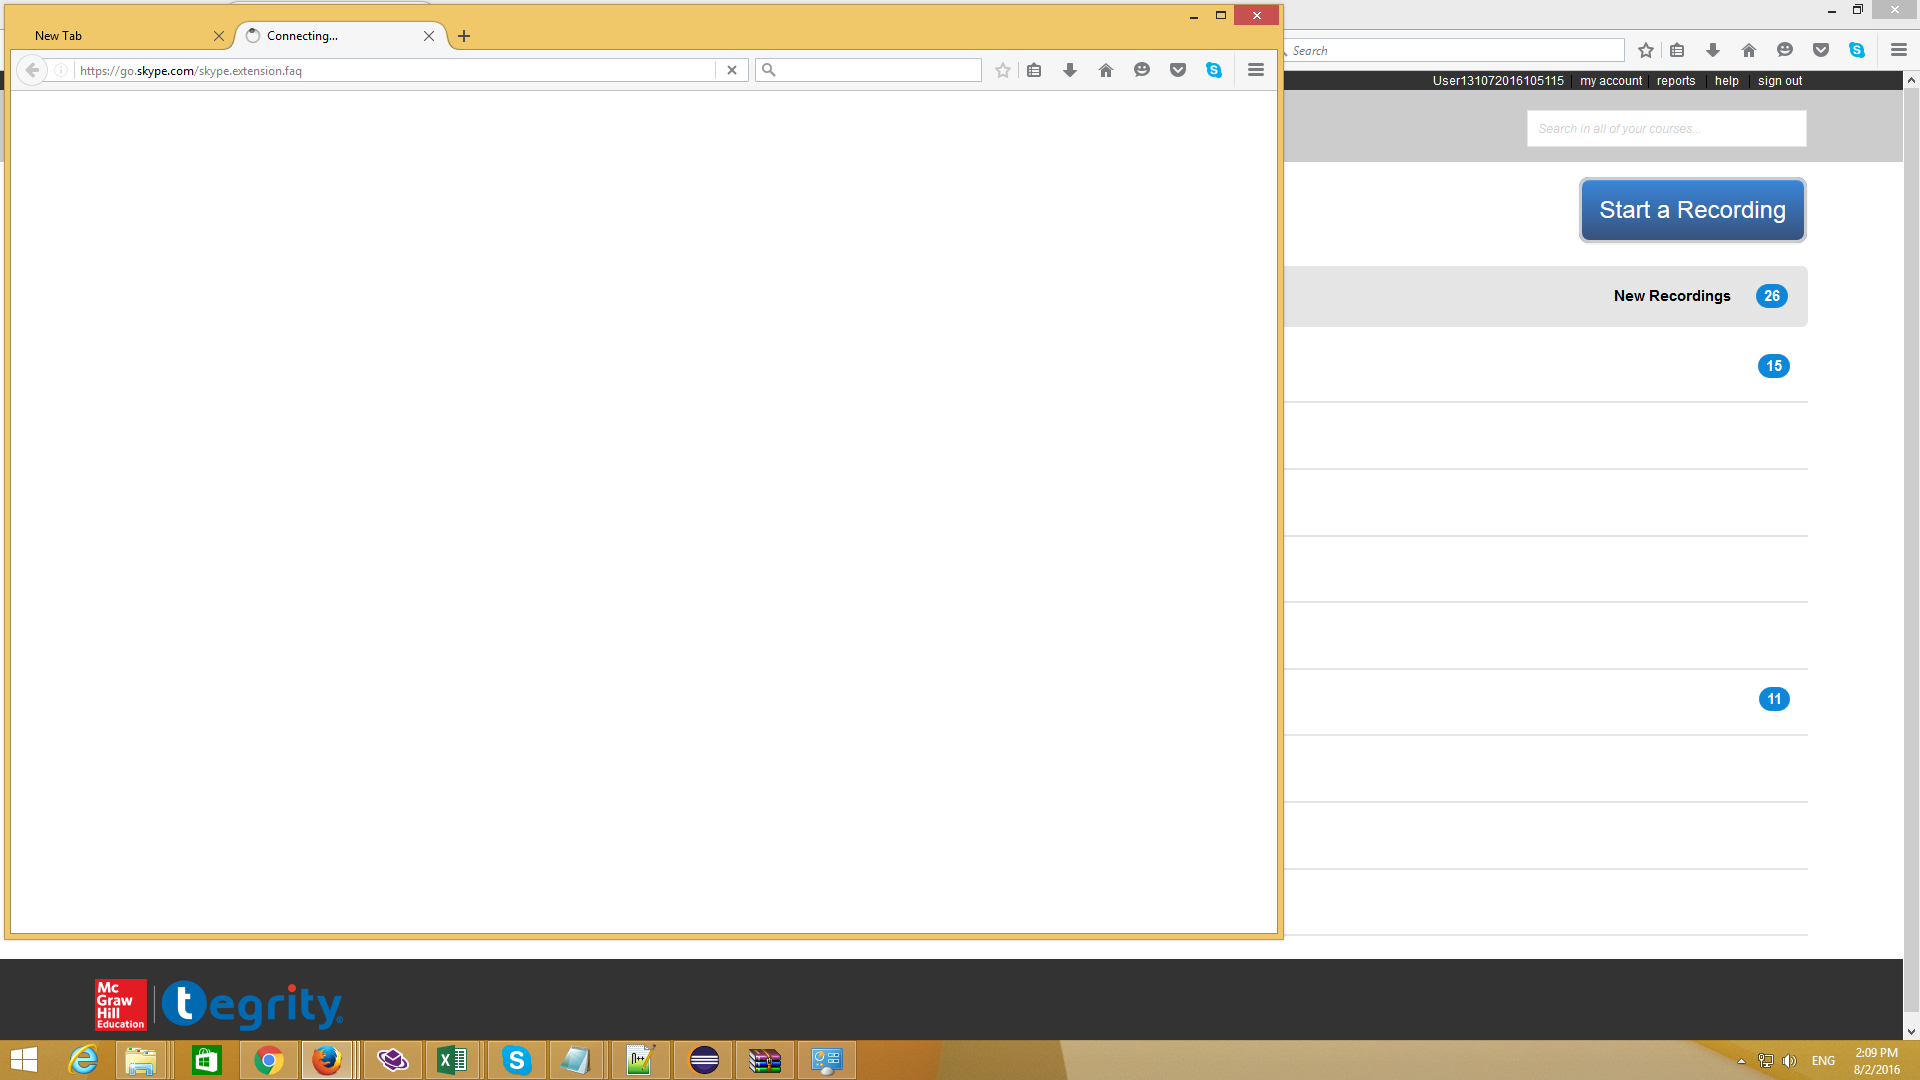 New Tab
Connecting...
https://go.skype.com/skype.extension.faq
Search
User131072016105115 | my account | reports | help | sign out
Search in all of your courses...
Start a Recording
New Recordings 26
15
11
Mc
Graw
Hill
Education
tegrity
ENG
2:09 PM
8/2/2016